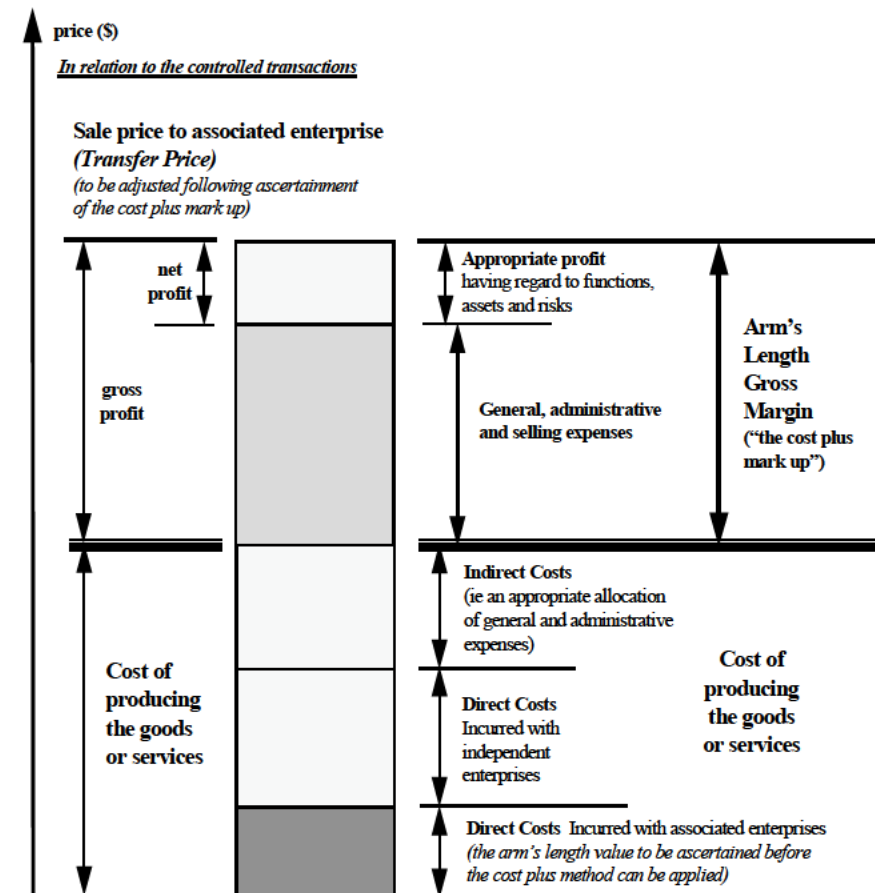 price ($)
In relation to the controlled transactions
Sale price to associated enterprise
(Transfer Price)
(to be adjusted following ascertainment
of the cost plus mark up)
net
profit
gross
profit
Appropriate profit
having regard to functions,
assets and risks
General, administrative
and selling expenses
Arm’s
Length
Gross
Margin
(“the cost plus
mark up”)
Cost of
producing
the goods
or services
Indirect Costs
(ie an appropriate allocation
of general and administrative
expenses)
Direct Costs
Incurred with
independent
enterprises
Cost of
producing
the goods
or services
Direct Costs Incurred with associated enterprises
(the arm’s length value to be ascertained before
the cost plus method can be applied)